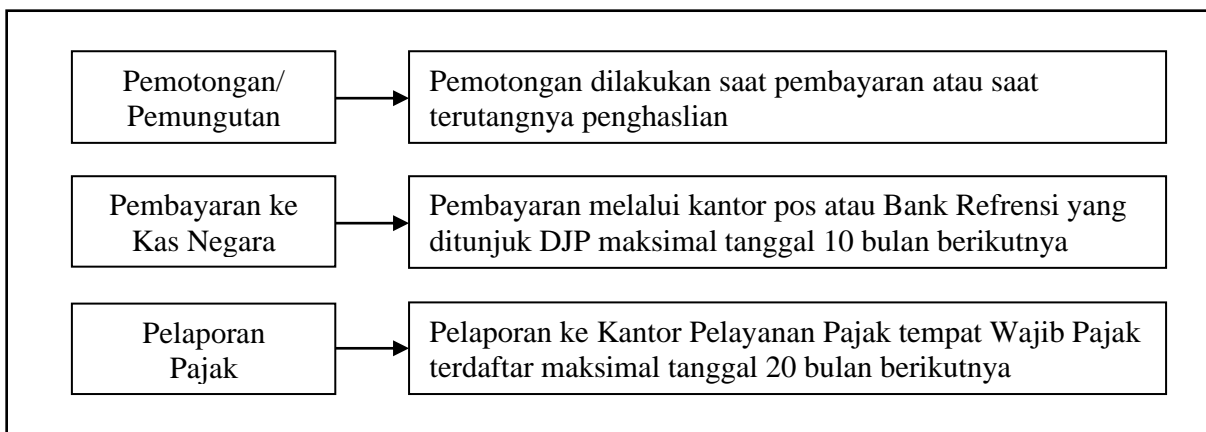 Pemotongan/
Pemungutan
Pemotongan dilakukan saat pembayaran atau saat
terutangnya penghaslian
Pembayaran ke
Kas Negara
Pembayaran melalui kantor pos atau Bank Refrensi yang
ditunjuk DJP maksimal tanggal 10 bulan berikutnya
Pelaporan
Pajak
Pelaporan ke Kantor Pelayanan Pajak tempat Wajib Pajak
terdaftar maksimal tanggal 20 bulan berikutnya